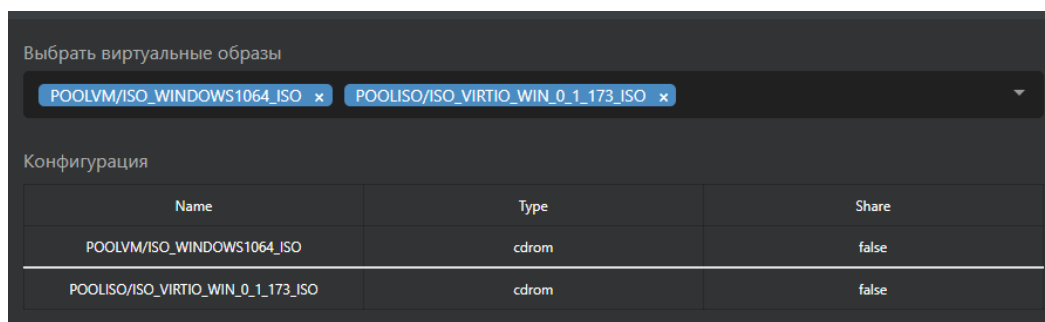 Выбрать виртуальные образы
POOLVM/ISO_WINDOWS1064_ISO × POOLISO/ISO_VIRTIO_WIN_0_1_173_ISO ×
Конфигурация
Name Type Share
POOLVM/ISO_WINDOWS1064_ISO cdrom false
POOLISO/ISO_VIRTIO_WIN_0_1_173_ISO cdrom false